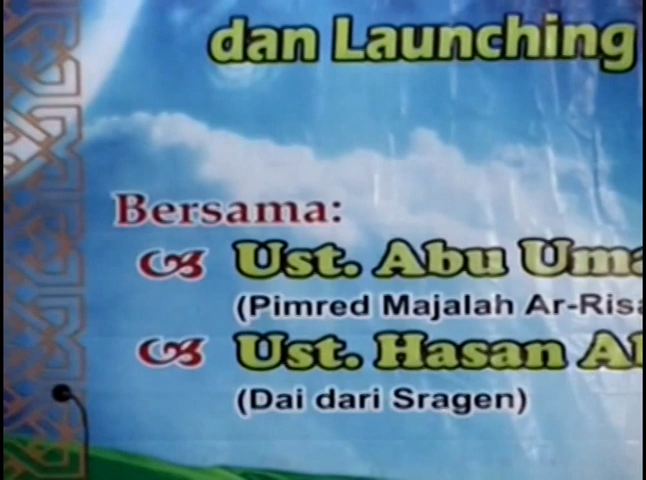 dan Launching
Bersama:
Ust. Abu
(Pimred Majalah
Ust. Hasan
(Dai dari Sragen)